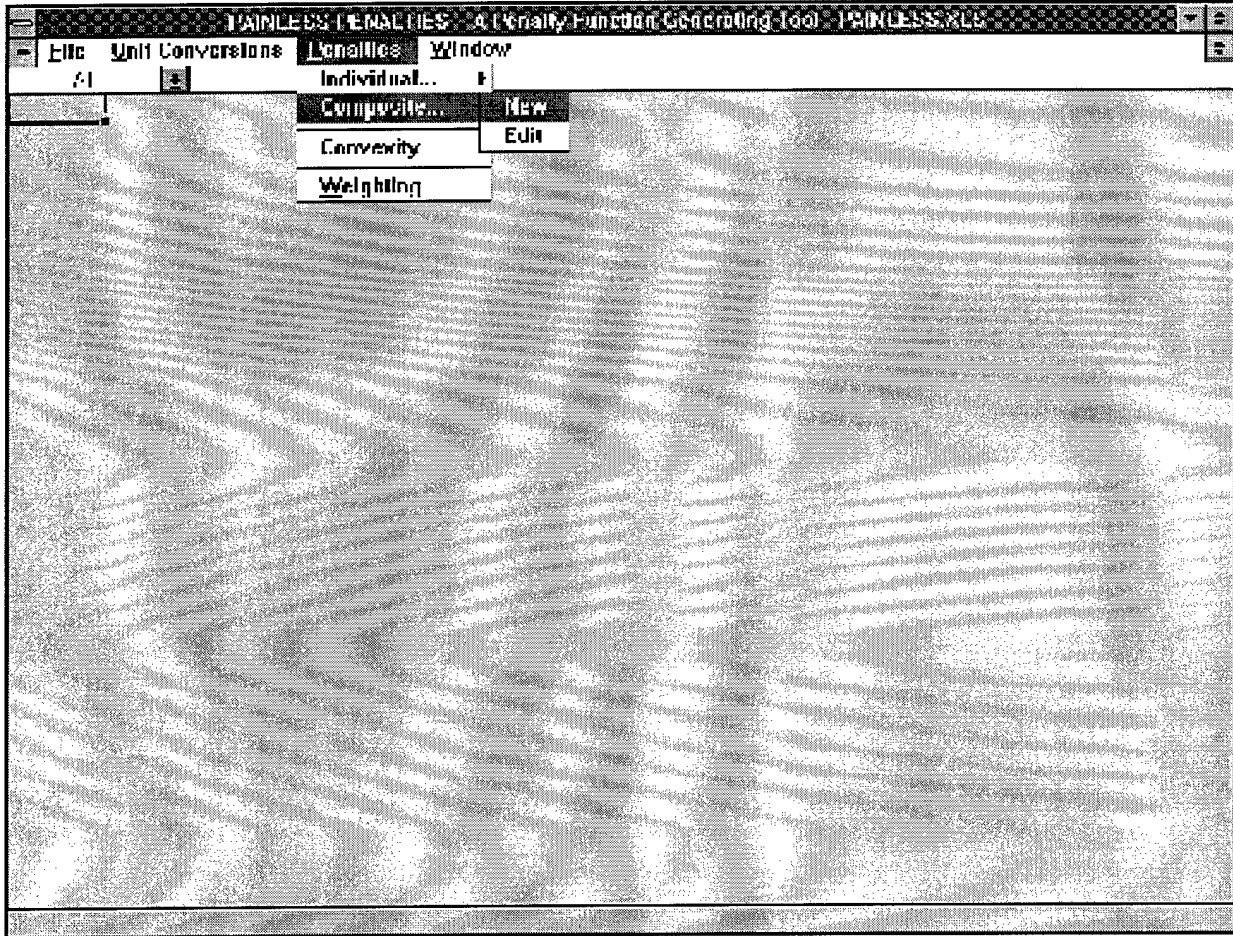 PAINLESS PENALTIES - A Penalty Function Generating Tool - PAINLESS.XLS
File Unit Conversions Penalties Window
A1
Individual...
Composite... New
Edit
Convexity
Weighting